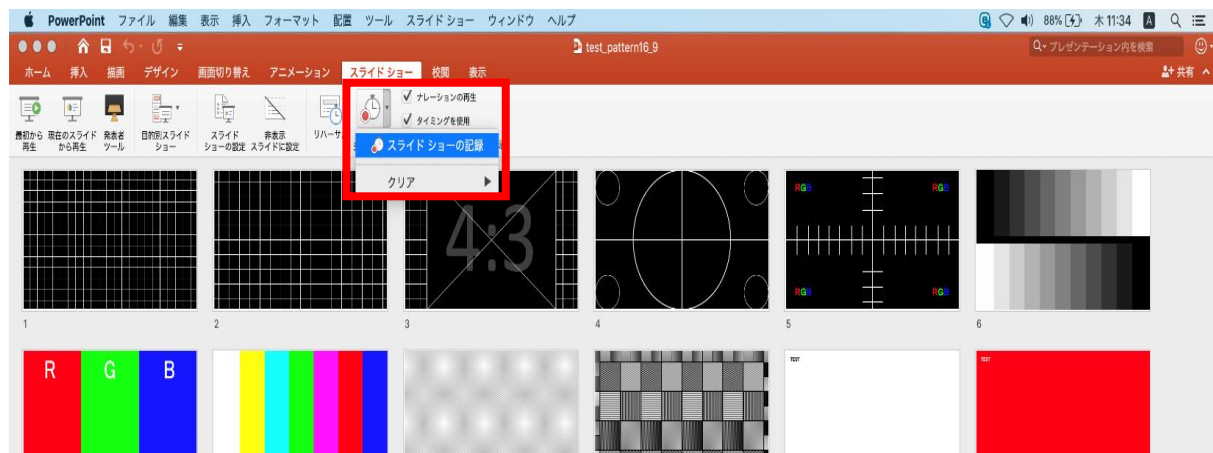 PowerPoint ファイル 編集 表示 挿入 フォーマット 配置 ツール スライドショー ウィンドウ ヘルプ 88% 木11:34 A
test_pattern16_9 プレゼンテーション内を検索
ホーム 挿入 描画 デザイン 画面切り替え アニメーション スライド ショー 校閲 表示 共有
ナレーションの再生
タイミングを使用
最初から 現在のスライド 発表者 目的別スライド スライド 非表示 リハーサ
再生 から再生 ツール ショー ショーの設定 スライドに設定
スライド ショーの記録
クリア
4:3
RGB RGB
RGB RGB
1 2 3 4 5 6
R G B
TEST TEST